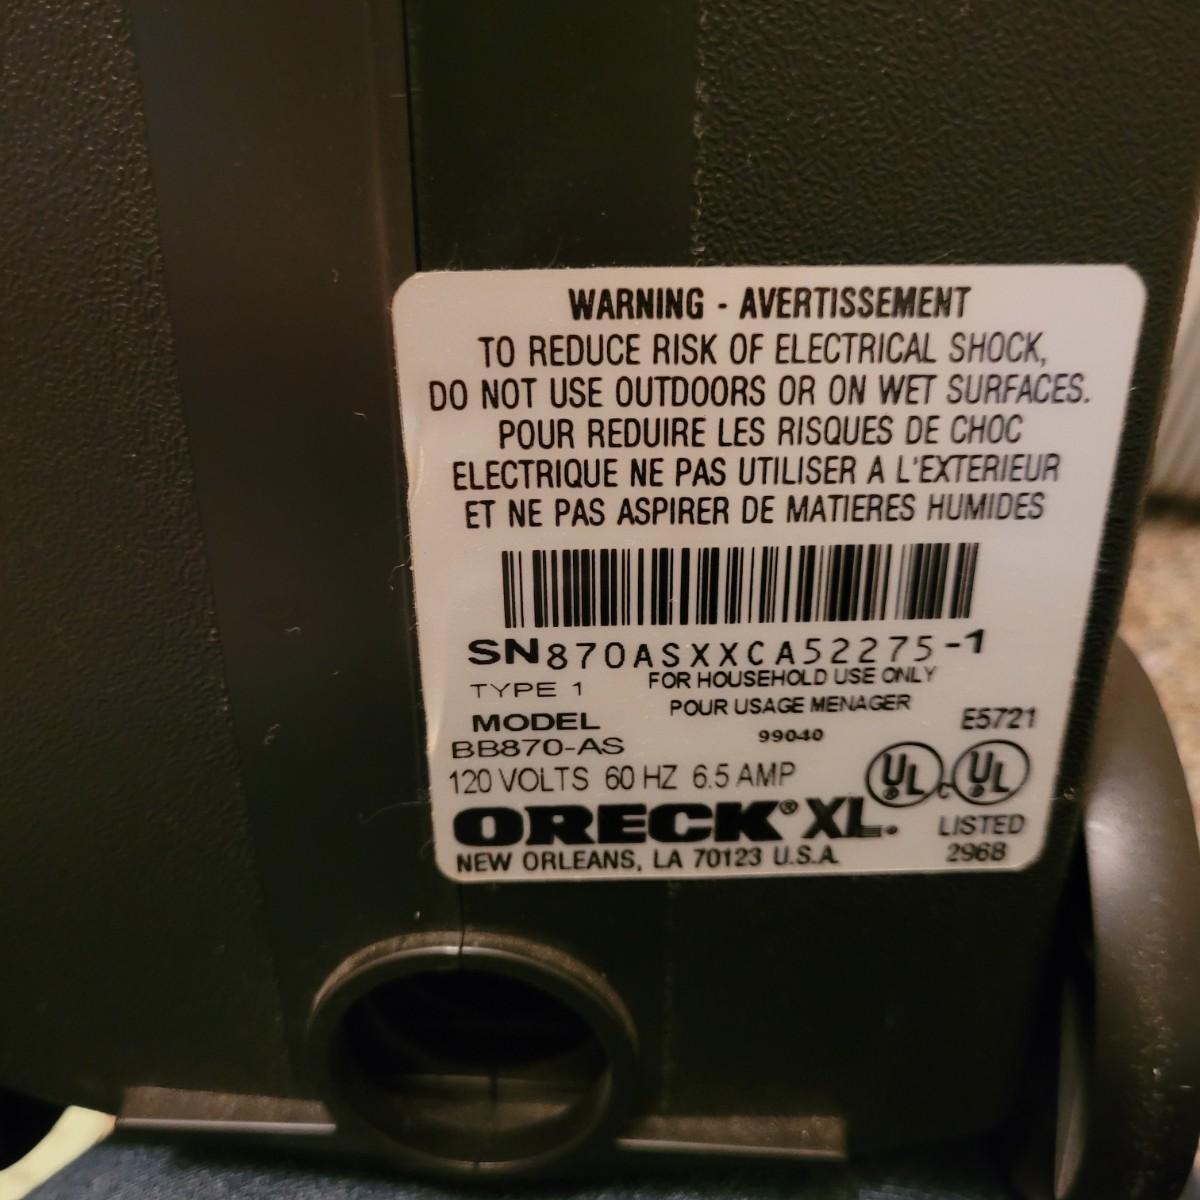 WARNING - AVERTISSEMENT
TO REDUCE RISK OF ELECTRICAL SHOCK,
DO NOT USE OUTDOORS OR ON WET SURFACES.
POUR REDUIRE LES RISQUES DE CHOC
ELECTRIQUE NE PAS UTILISER A L'EXTERIEUR
ET NE PAS ASPIRER DE MATIERES HUMIDES
SN870ASXXCA52275-1
TYPE 1 FOR HOUSEHOLD USE ONLY
MODEL POUR USAGE MENAGER E5721
BB870-AS 99040
120 VOLTS 60 HZ 6.5 AMP UL® c UL®
ORECK® XL. LISTED
NEW ORLEANS, LA 70123 U.S.A. 296B